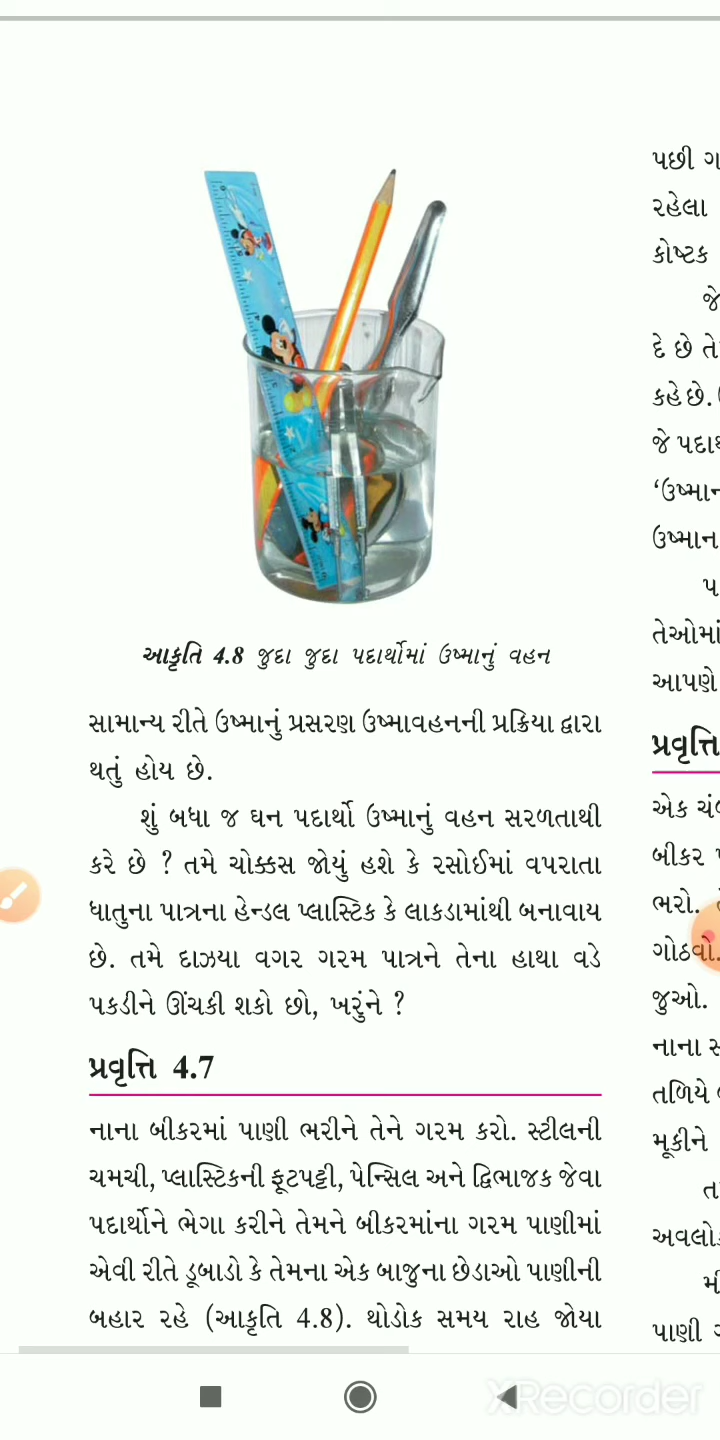 આકૃતિ 4.8 જુદા જુદા પદાર્થોમાં ઉષ્માનું વહન
સામાન્ય રીતે ઉષ્માનું પ્રસરણ ઉષ્માવહનની પ્રક્રિયા દ્વારા
થતું હોય છે.
શું બધા જ ઘન પદાર્થો ઉષ્માનું વહન સરળતાથી
કરે છે ? તમે ચોક્કસ જોયું હશે કે રસોઈમાં વપરાતા
ધાતુના પાત્રના હેન્ડલ પ્લાસ્ટિક કે લાકડામાંથી બનાવાય
છે. તમે દાઝયા વગર ગરમ પાત્રને તેના હાથા વડે
પકડીને ઊંચકી શકો છો, ખરુંને ?
પ્રવૃત્તિ 4.7
નાના બીકરમાં પાણી ભરીને તેને ગરમ કરો. સ્ટીલની
ચમચી, પ્લાસ્ટિકની ફૂટપટ્ટી, પેન્સિલ અને દ્વિભાજક જેવા
પદાર્થોને ભેગા કરીને તેમને બીકરમાંના ગરમ પાણીમાં
એવી રીતે ડૂબાડો કે તેમના એક બાજુના છેડાઓ પાણીની
બહાર રહે (આકૃતિ 4.8). થોડોક સમય રાહ જોયા
પછી
રહેલા
કોષ્ટક
દે છે
કહે છે.
જે
તેઓમાં
આપણે
પ્રવૃત્તિ
એક
બીકર
ભરો.
ગોઠવો.
જુઓ.
નાના
તળિયે
મૂકીને
પાણી
XRecorder